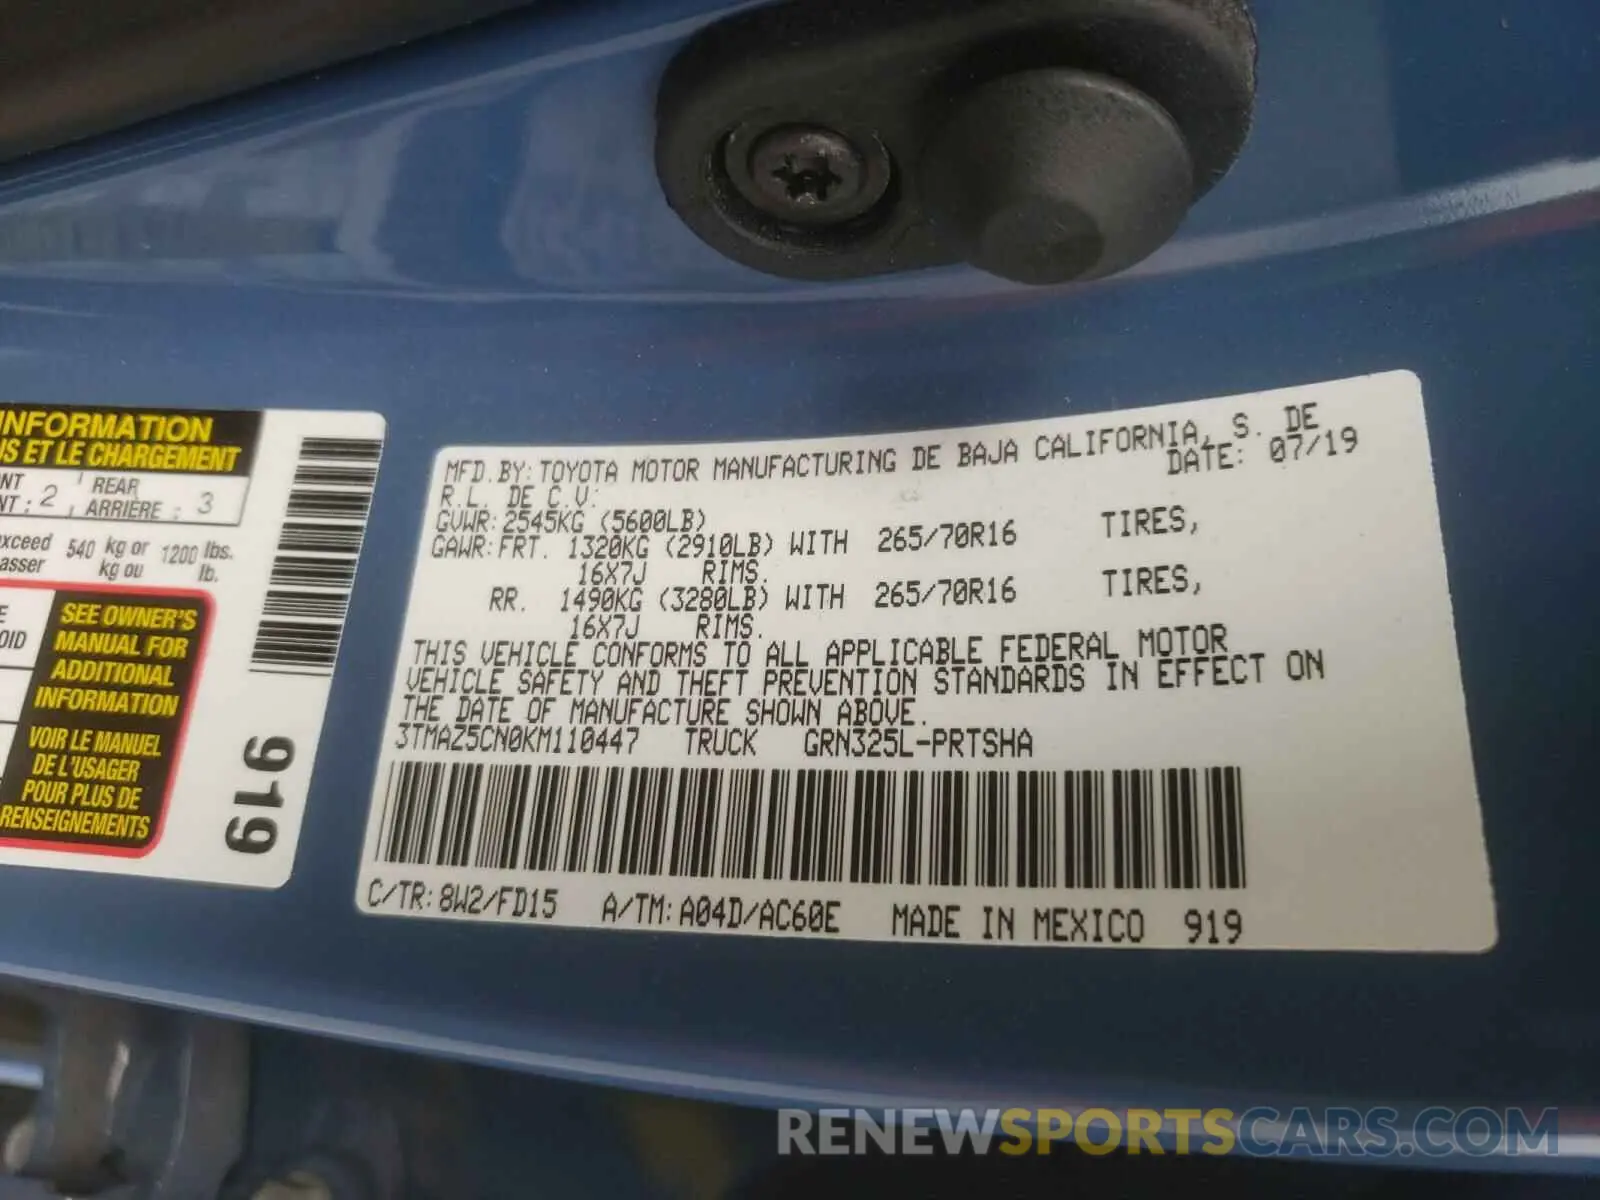 INFORMATION
US ET LE CHARGEMENT
NT : 2 REAR ARRIÈRE : 3
exceed 540 kg or 1200 lbs.
asser kg ou lb.
OID
SEE OWNER'S
MANUAL FOR
ADDITIONAL
INFORMATION
VOIR LE MANUEL
DE L'USAGER
POUR PLUS DE
RENSEIGNEMENTS
919
MFD.BY: TOYOTA MOTOR MANUFACTURING DE BAJA CALIFORNIA, S. DE
R.L. DE C.V. DATE: 07/19
GVWR: 2545KG (5600LB)
GAWR: FRT. 1320KG (2910LB) WITH 265/70R16 TIRES,
16X7J RIMS.
RR. 1490KG (3280LB) WITH 265/70R16 TIRES,
16X7J RIMS.
THIS VEHICLE CONFORMS TO ALL APPLICABLE FEDERAL MOTOR
VEHICLE SAFETY AND THEFT PREVENTION STANDARDS IN EFFECT ON
THE DATE OF MANUFACTURE SHOWN ABOVE.
3TMAZ5CN0KM110447 TRUCK GRN325L-PRTSHA
C/TR: 8W2/FD15 A/TM: A04D/AC60E MADE IN MEXICO 919
RENEWSPORTSCARS.COM